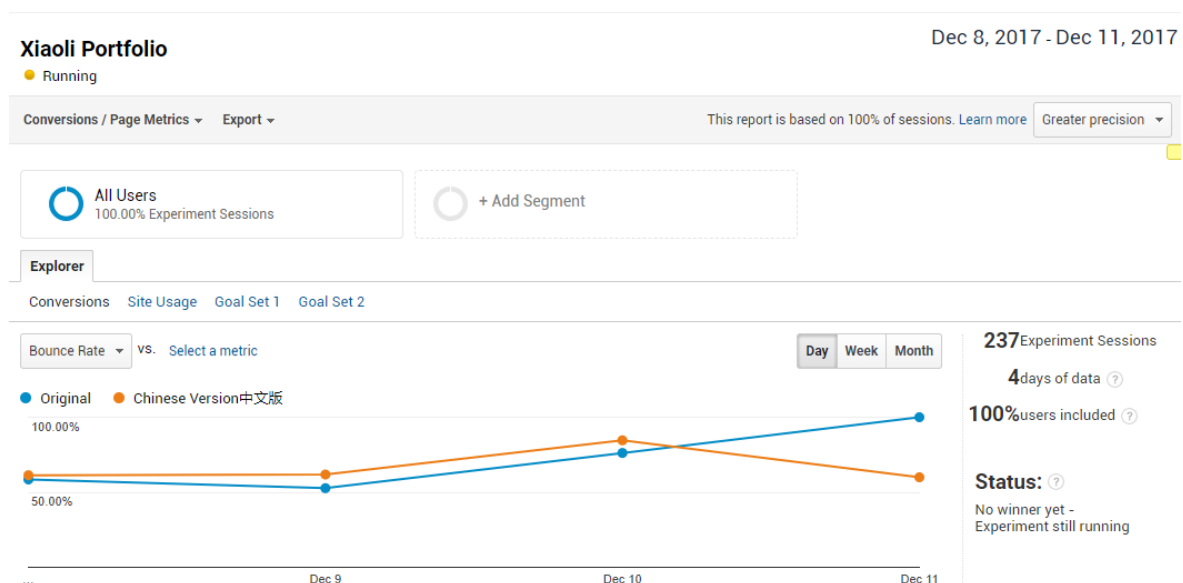 Xiaoli Portfolio
Dec 8, 2017 - Dec 11, 2017
Running
Conversions / Page Metrics
Export
This report is based on 100% of sessions. Learn more
Greater precision
All Users
100.00% Experiment Sessions
+ Add Segment
Explorer
Conversions Site Usage Goal Set 1 Goal Set 2
Bounce Rate VS. Select a metric
Day Week Month
237 Experiment Sessions
4 days of data ?
100% users included ?
Original Chinese Version中文版
100.00%
50.00%
Status: ?
No winner yet -
Experiment still running
... Dec 9 Dec 10 Dec 11